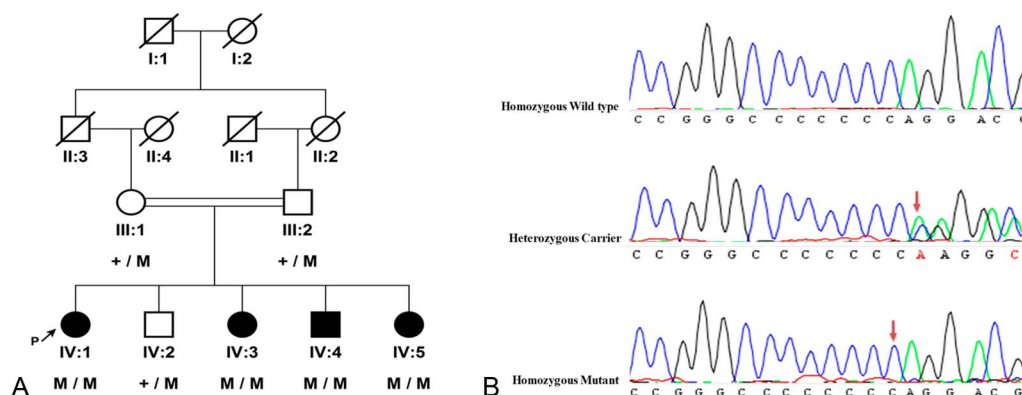 I:1 I:2
II:3 II:4 II:1 II:2
III:1 III:2
+ / M + / M
P
IV:1 IV:2 IV:3 IV:4 IV:5
M / M + / M M / M M / M M / M
A
Homozygous Wild type
C C G G G C C C C C C C A G G A C G
Heterozygous Carrier
C C G G G C C C C C C C A A G G C
Homozygous Mutant
C C G G G C C C C C C C C A G G A C G
B